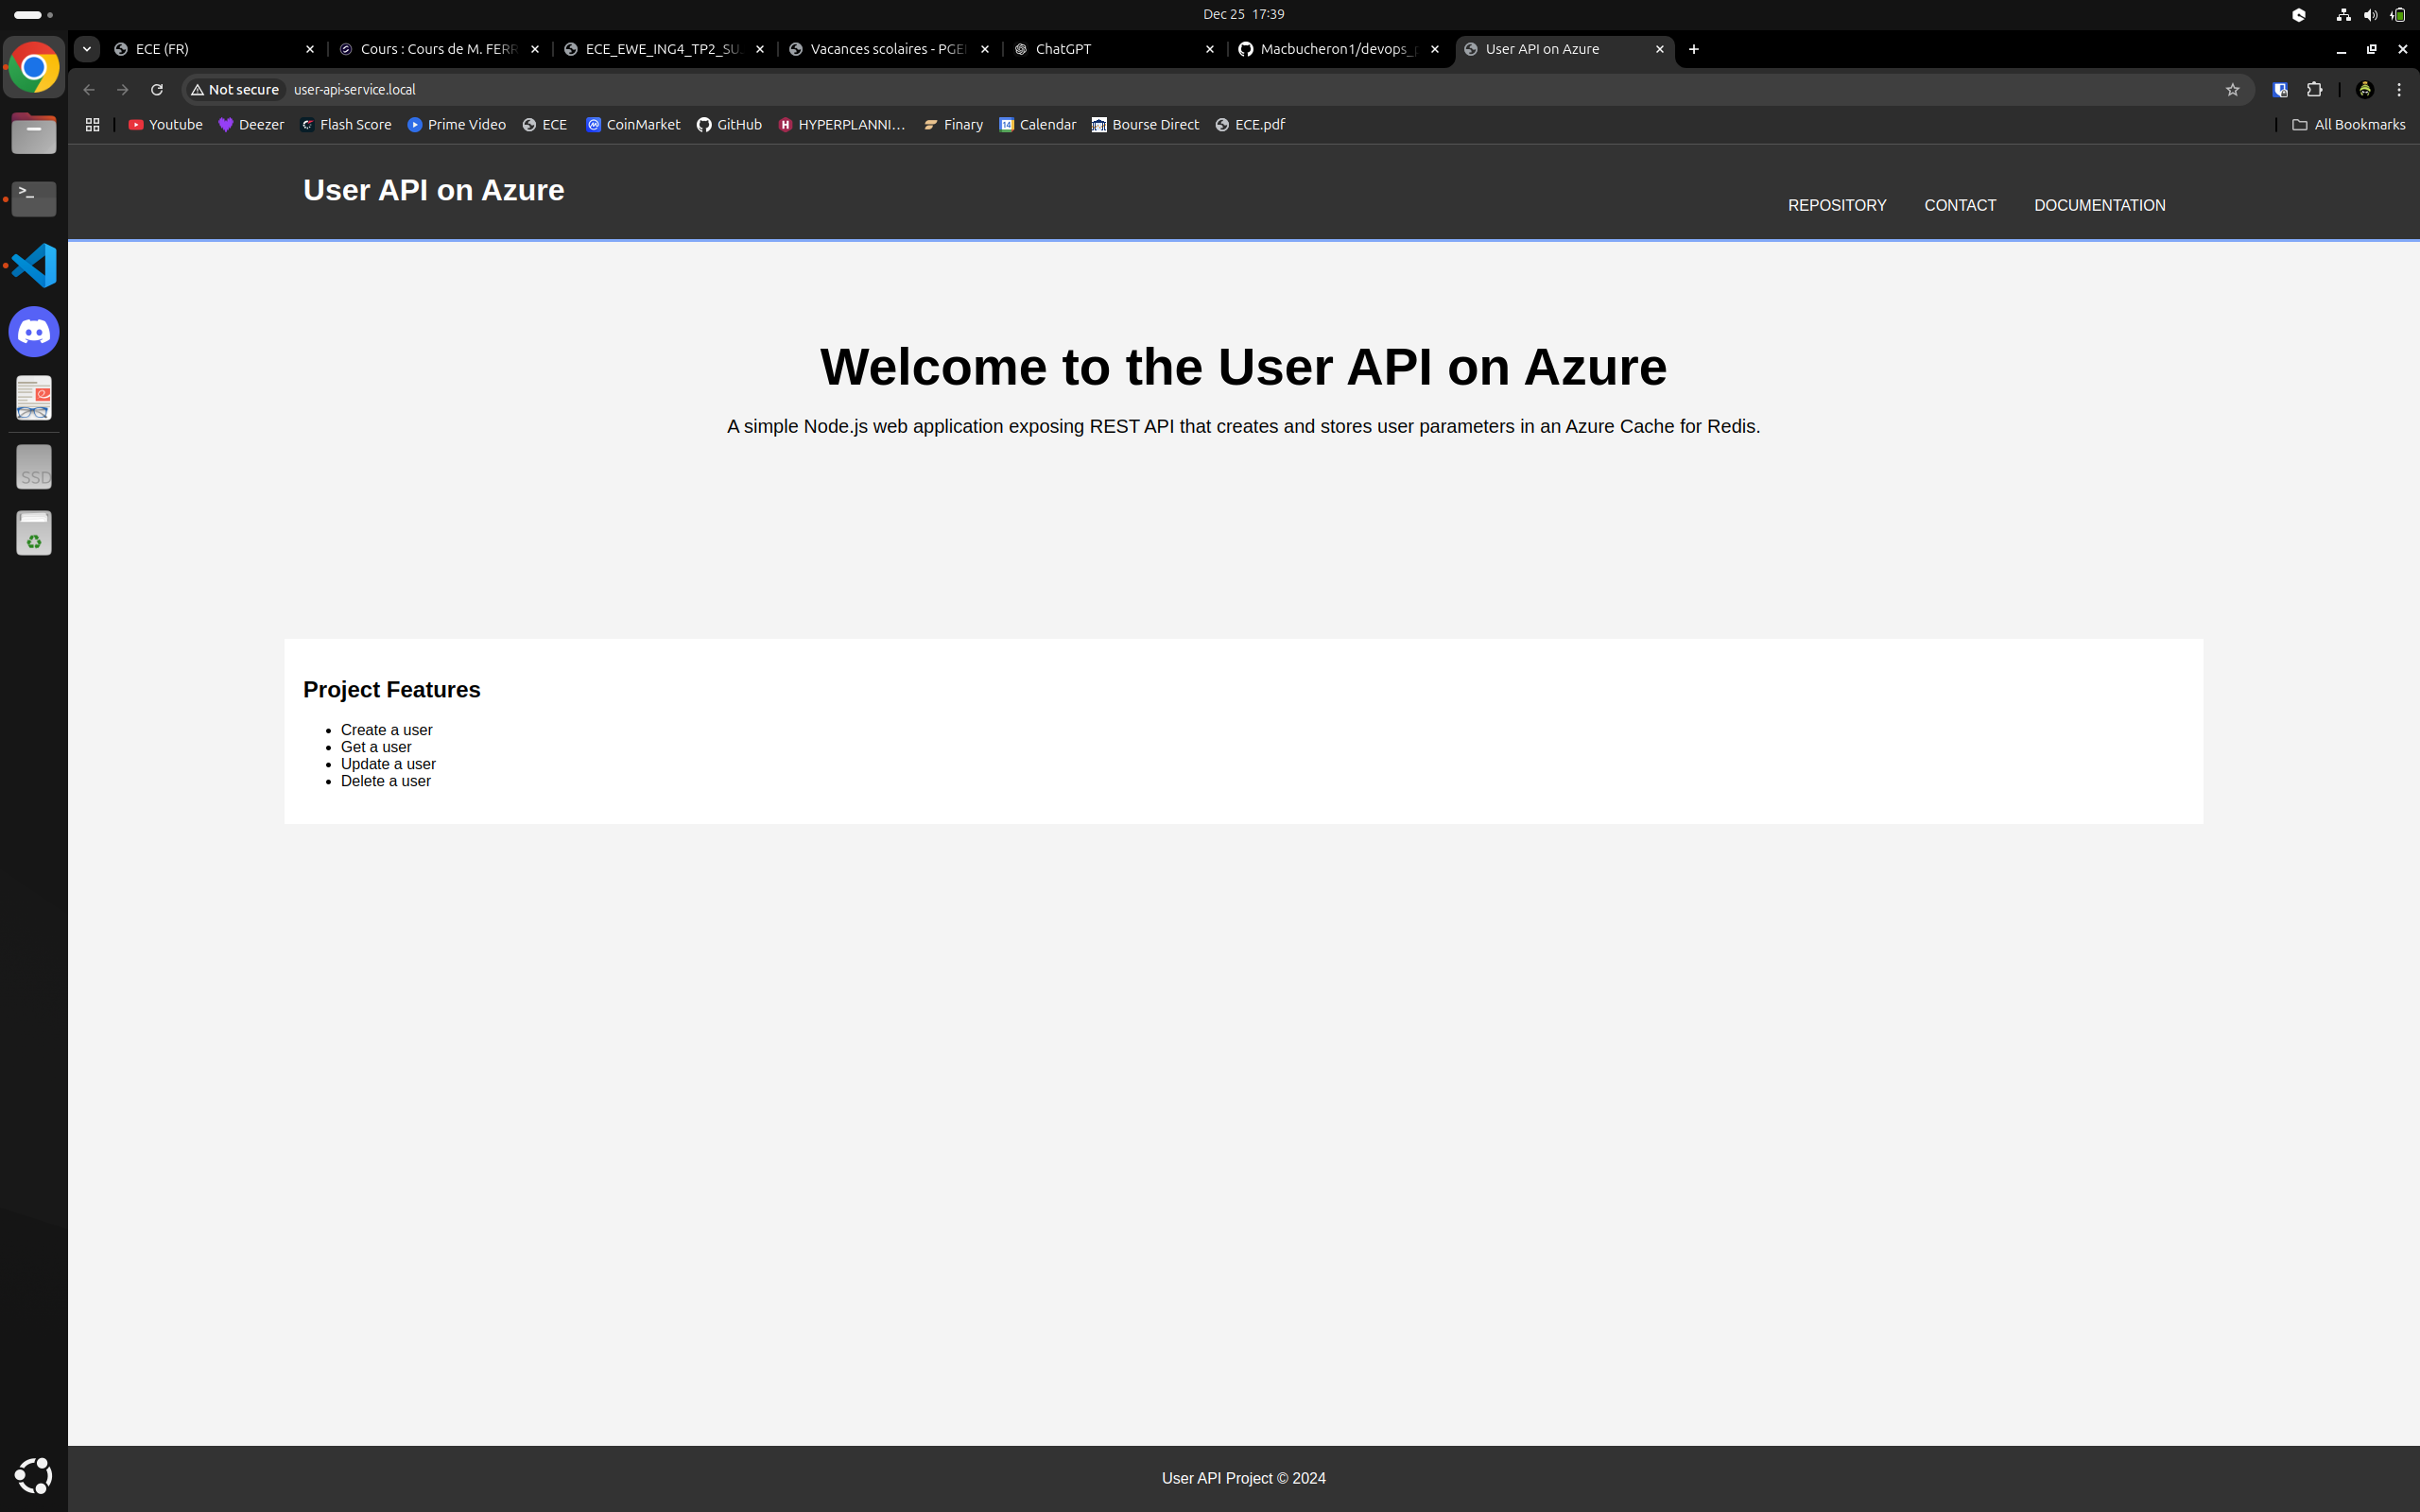 Dec 25 17:39
ECE (FR)
Cours : Cours de M. FERR
ECE_EWE_ING4_TP2_SU
Vacances scolaires - PGE
ChatGPT
Macbucheron1/devops_p
User API on Azure
Not secure
user-api-service.local
Youtube
Deezer
Flash Score
Prime Video
ECE
CoinMarket
GitHub
HYPERPLANNI…
Finary
Calendar
Bourse Direct
ECE.pdf
All Bookmarks
User API on Azure
REPOSITORY
CONTACT
DOCUMENTATION
Welcome to the User API on Azure
A simple Node.js web application exposing REST API that creates and stores user parameters in an Azure Cache for Redis.
SSD
Project Features
Create a user
Get a user
Update a user
Delete a user
User API Project © 2024